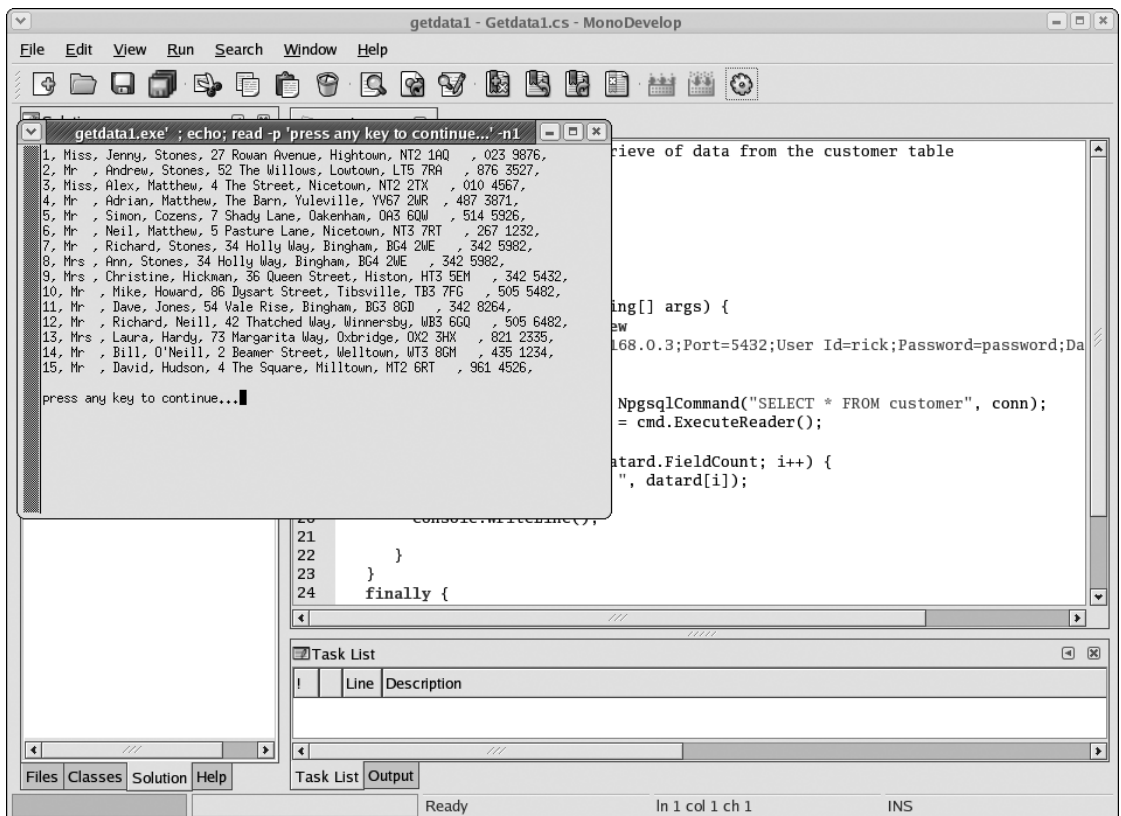 getdata1 - Getdata1.cs - MonoDevelop
File Edit View Run Search Window Help
getdata1.exe' ; echo; read -p 'press any key to continue...' -n1
1, Miss, Jenny, Stones, 27 Rowan Avenue, Hightown, NT2 1AQ , 023 9876,
2, Mr , Andrew, Stones, 52 The Willows, Lowtown, LT5 7RA , 876 3527,
3, Miss, Alex, Matthew, 4 The Street, Nicetown, NT2 2TX , 010 4567,
4, Mr , Adrian, Matthew, The Barn, Yuleville, YV67 2WR , 487 3871,
5, Mr , Simon, Cozens, 7 Shady Lane, Oakenham, OA3 6QW , 514 5926,
6, Mr , Neil, Matthew, 5 Pasture Lane, Nicetown, NT3 7RT , 267 1232,
7, Mr , Richard, Stones, 34 Holly Way, Bingham, BG4 2WE , 342 5982,
8, Mrs , Ann, Stones, 34 Holly Way, Bingham, BG4 2WE , 342 5982,
9, Mrs , Christine, Hickman, 36 Queen Street, Histon, HT3 5EM , 342 5432,
10, Mr , Mike, Howard, 86 Dysart Street, Tibsville, TB3 7FG , 505 5482,
11, Mr , Dave, Jones, 54 Vale Rise, Bingham, BG3 8GD , 342 8264,
12, Mr , Richard, Neill, 42 Thatched Way, Winnersby, WB3 6GQ , 505 6482,
13, Mrs , Laura, Hardy, 73 Margarita Way, Oxbridge, OX2 3HX , 821 2335,
14, Mr , Bill, O'Neill, 2 Beamer Street, Welltown, WT3 8GM , 435 1234,
15, Mr , David, Hudson, 4 The Square, Milltown, MT2 6RT , 961 4526,
press any key to continue...
rieve of data from the customer table
ing[] args) {
ew
168.0.3;Port=5432;User Id=rick;Password=password;Da
NpgsqlCommand("SELECT * FROM customer", conn);
= cmd.ExecuteReader();
atard.FieldCount; i++) {
", datard[i]);
21
22 }
23 }
24 finally {
Task List
! Line Description
Files Classes Solution Help
Task List Output
Ready ln 1 col 1 ch 1 INS